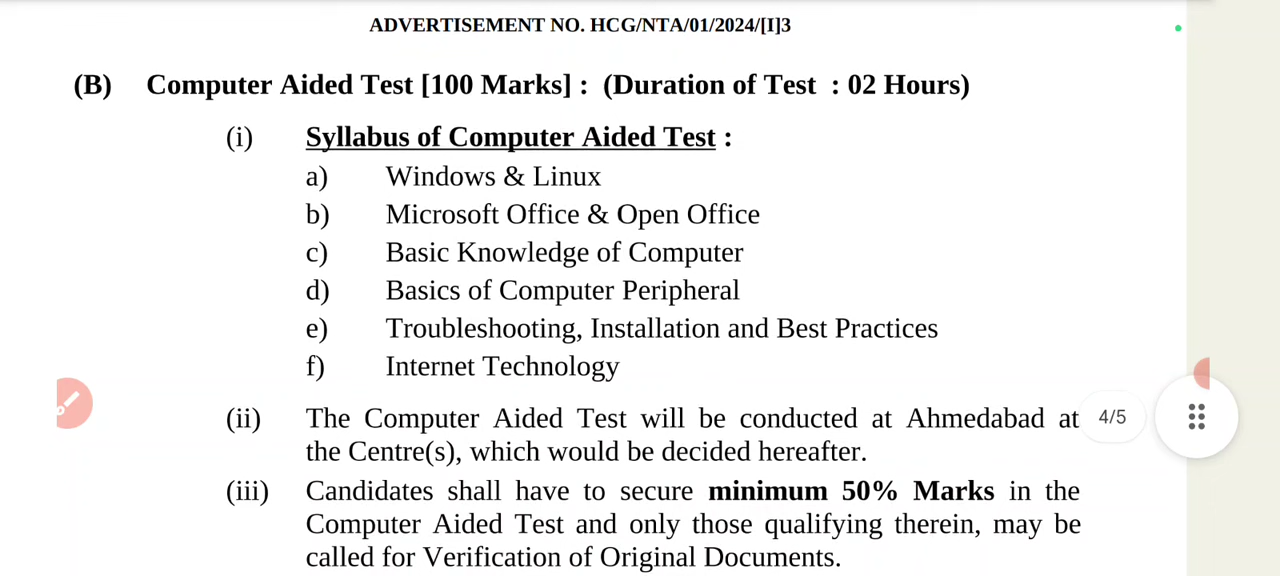 ADVERTISEMENT NO. HCG/NTA/01/2024/[I]3
(B) Computer Aided Test [100 Marks] : (Duration of Test : 02 Hours)
(i) Syllabus of Computer Aided Test :
a) Windows & Linux
b) Microsoft Office & Open Office
c) Basic Knowledge of Computer
d) Basics of Computer Peripheral
e) Troubleshooting, Installation and Best Practices
f) Internet Technology
(ii) The Computer Aided Test will be conducted at Ahmedabad at
the Centre(s), which would be decided hereafter.
4/5
(iii) Candidates shall have to secure minimum 50% Marks in the
Computer Aided Test and only those qualifying therein, may be
called for Verification of Original Documents.